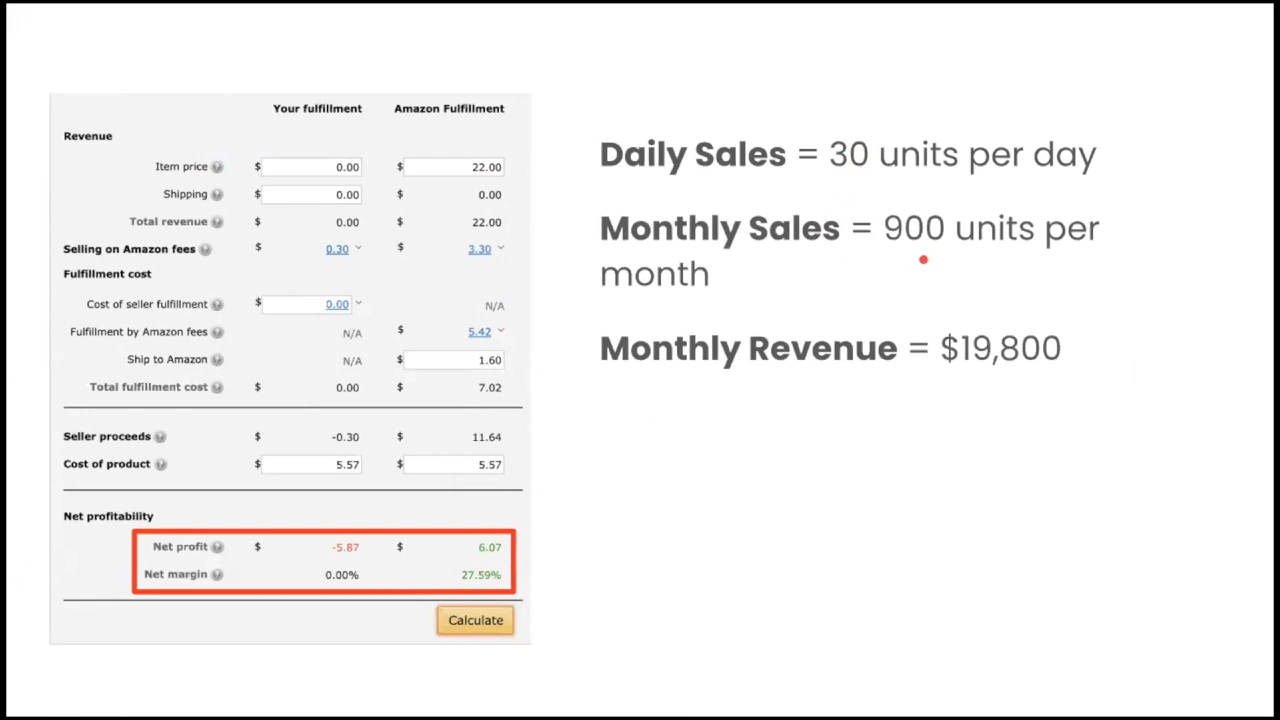 Your fulfillment Amazon Fulfillment
Revenue
Item price $ 0.00 $ 22.00
Shipping $ 0.00 $ 0.00
Total revenue $ 0.00 $ 22.00
Selling on Amazon fees $ 0.30 $ 3.30
Fulfillment cost
Cost of seller fulfillment $ 0.00 N/A
Fulfillment by Amazon fees N/A $ 5.42
Ship to Amazon N/A $ 1.60
Total fulfillment cost $ 0.00 $ 7.02
Seller proceeds $ -0.30 $ 11.64
Cost of product $ 5.57 $ 5.57
Net profitability
Net profit $ -5.87 $ 6.07
Net margin 0.00% 27.59%
Calculate
Daily Sales = 30 units per day
Monthly Sales = 900 units per
month
Monthly Revenue = $19,800